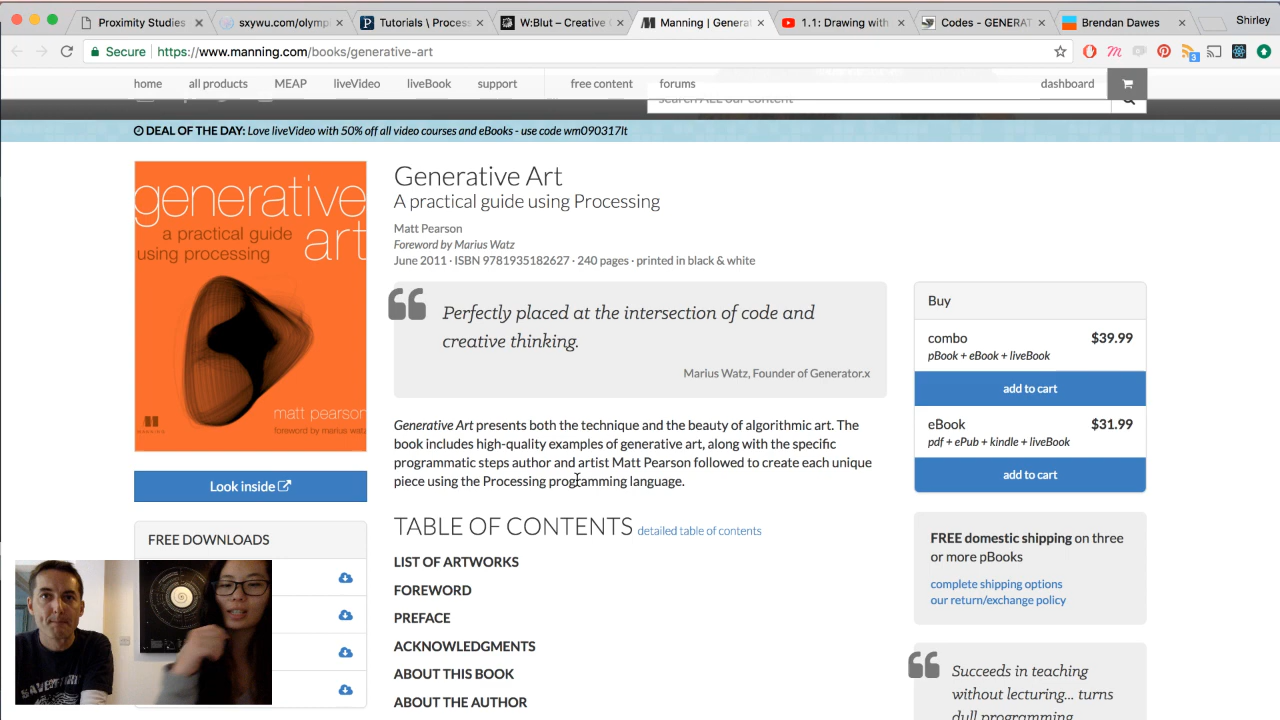 Proximity Studies
sxywu.com/olymp
Tutorials \ Proces
W:Blut – Creative
Manning | Genera
1.1: Drawing with
Codes - GENERAT
Brendan Dawes
Shirley
Secure
https://www.manning.com/books/generative-art
3
home
all products
MEAP
liveVideo
liveBook
support
free content
forums
dashboard
search ALL our content
DEAL OF THE DAY: Love liveVideo with 50% off all video courses and eBooks - use code wm090317lt
generative
a practical guide
using processing
art
matt pearson
foreword by marius watz
MANNING
Generative Art
A practical guide using Processing
Matt Pearson
Foreword by Marius Watz
June 2011 · ISBN 9781935182627 · 240 pages · printed in black & white
Perfectly placed at the intersection of code and
creative thinking.
Marius Watz, Founder of Generator.x
Generative Art presents both the technique and the beauty of algorithmic art. The
book includes high-quality examples of generative art, along with the specific
programmatic steps author and artist Matt Pearson followed to create each unique
piece using the Processing programming language.
Buy
combo
$39.99
pBook + eBook + liveBook
add to cart
eBook
$31.99
pdf + ePub + kindle + liveBook
add to cart
Look inside
FREE DOWNLOADS
TABLE OF CONTENTS detailed table of contents
LIST OF ARTWORKS
FOREWORD
PREFACE
ACKNOWLEDGMENTS
ABOUT THIS BOOK
ABOUT THE AUTHOR
FREE domestic shipping on three
or more pBooks
complete shipping options
our return/exchange policy
Succeeds in teaching
without lecturing... turns
dull programming